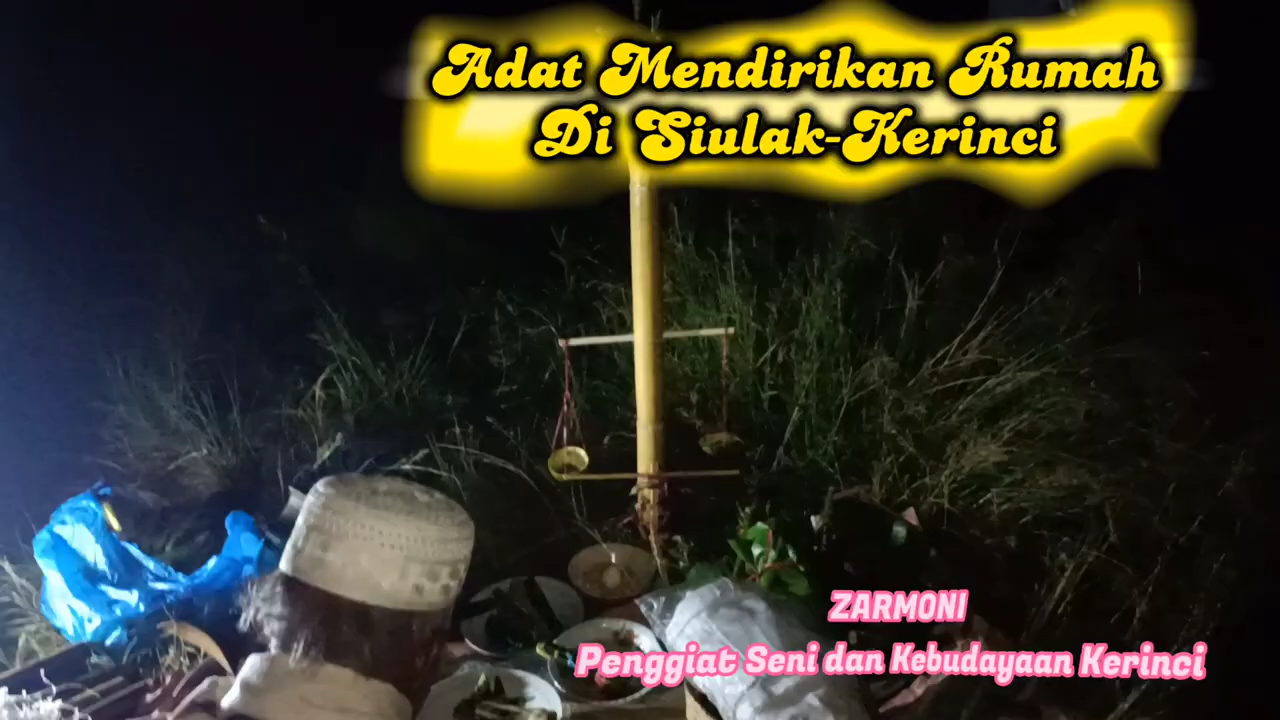 Adat Mendirikan Rumah
Di Siulak-Kerinci
ZARMONI
Penggiat Seni dan Kebudayaan Kerinci